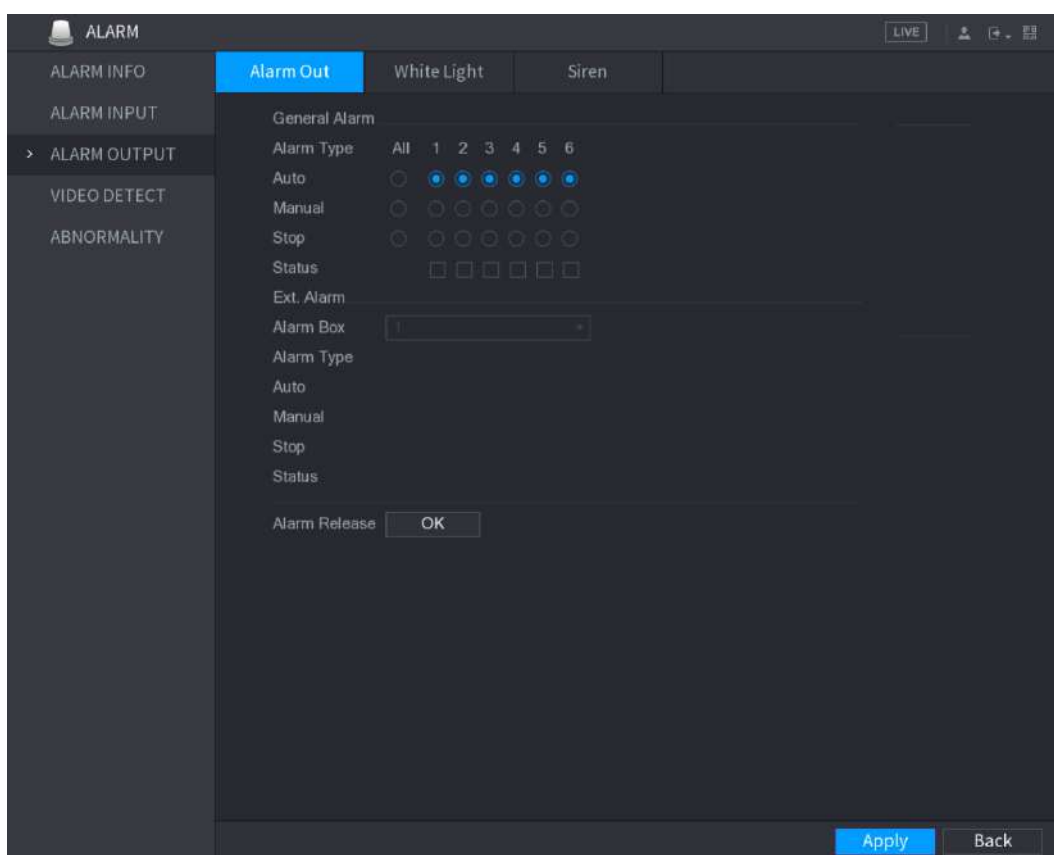 ALARM
LIVE
ALARM INFO
ALARM INPUT
> ALARM OUTPUT
VIDEO DETECT
ABNORMALITY
Alarm Out White Light Siren
General Alarm
Alarm Type All 1 2 3 4 5 6
Auto
Manual
Stop
Status
Ext. Alarm
Alarm Box 1
Alarm Type
Auto
Manual
Stop
Status
Alarm Release OK
Apply Back